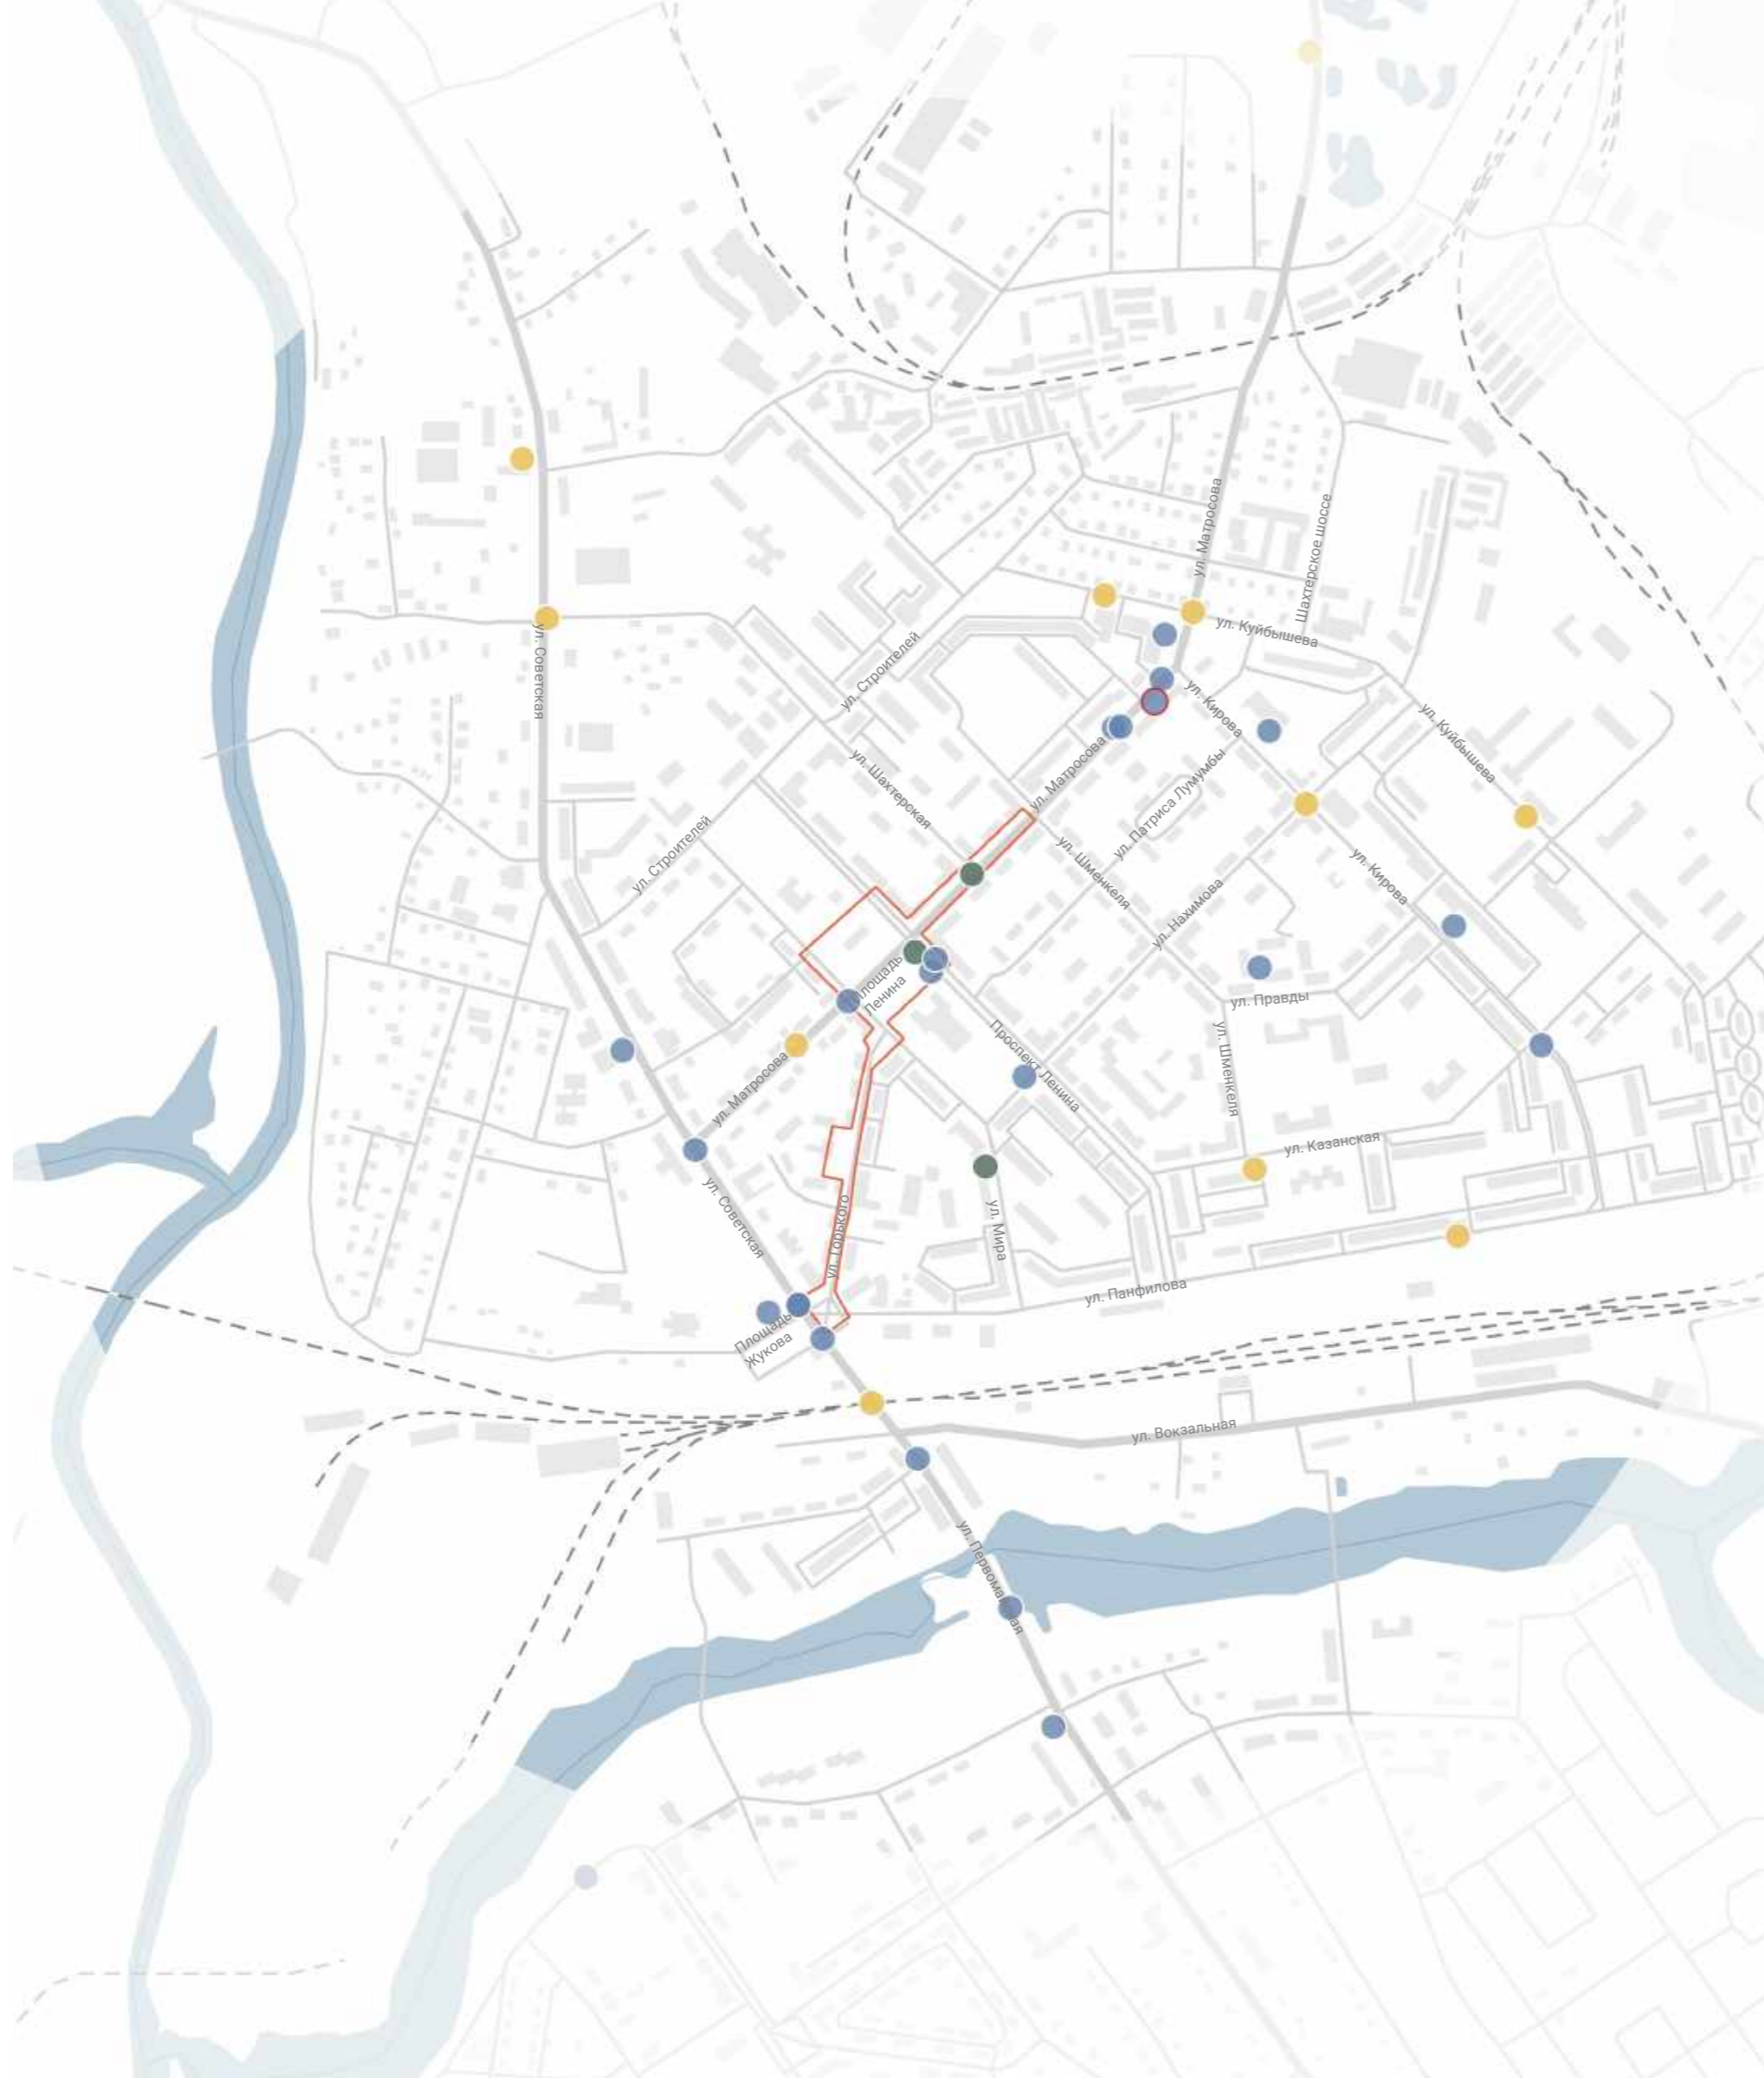 ул. Матросова
Шахтерское шоссе
ул. Куйбышева
ул. Советская
ул. Строителей
ул. Кирова
ул. Куйбышева
ул. Матросова
ул. Шахтерская
ул. Патриса Лумумбы
ул. Строителей
ул. Шменкеля
ул. Кирова
ул. Нахимова
Площадь
Ленина
ул. Правды
Проспект Ленина
ул. Матросова
ул. Шменкеля
ул. Казанская
ул. Советская
ул. Горького
ул. Мира
ул. Панфилова
Площадь
Жукова
ул. Вокзальная
ул. Первомайская